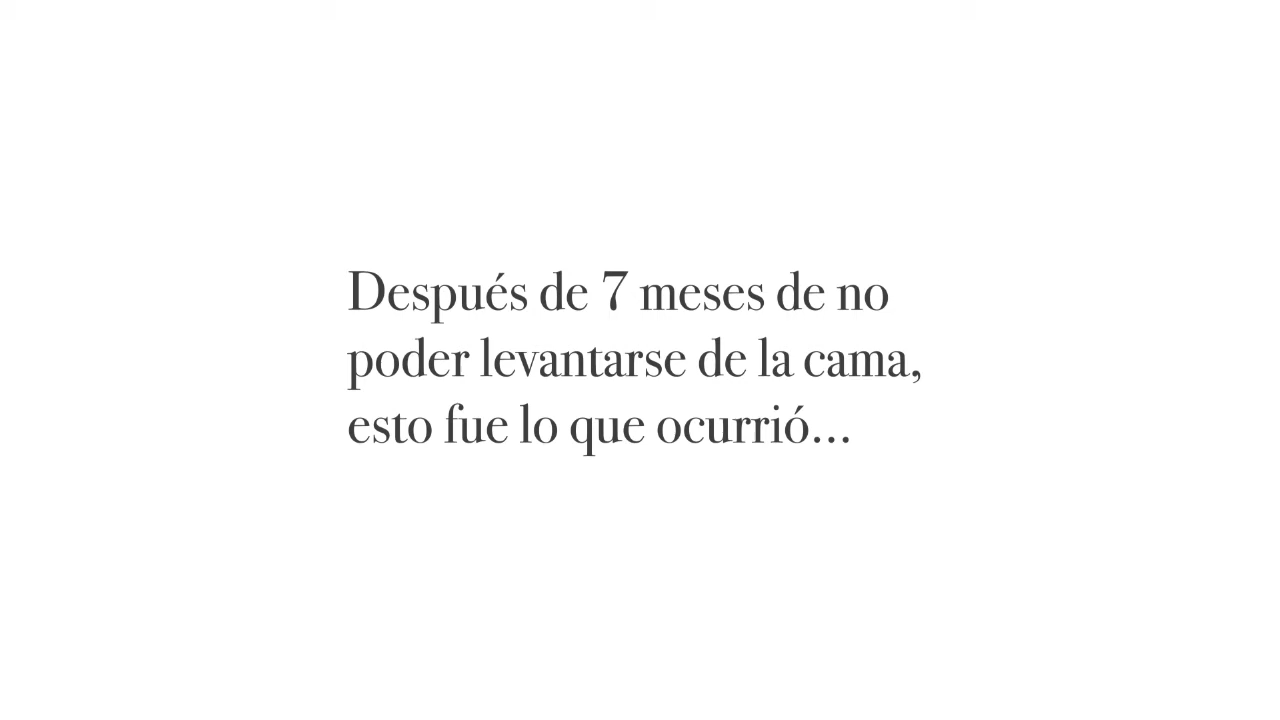 Después de 7 meses de no
poder levantarse de la cama,
esto fue lo que ocurrió...